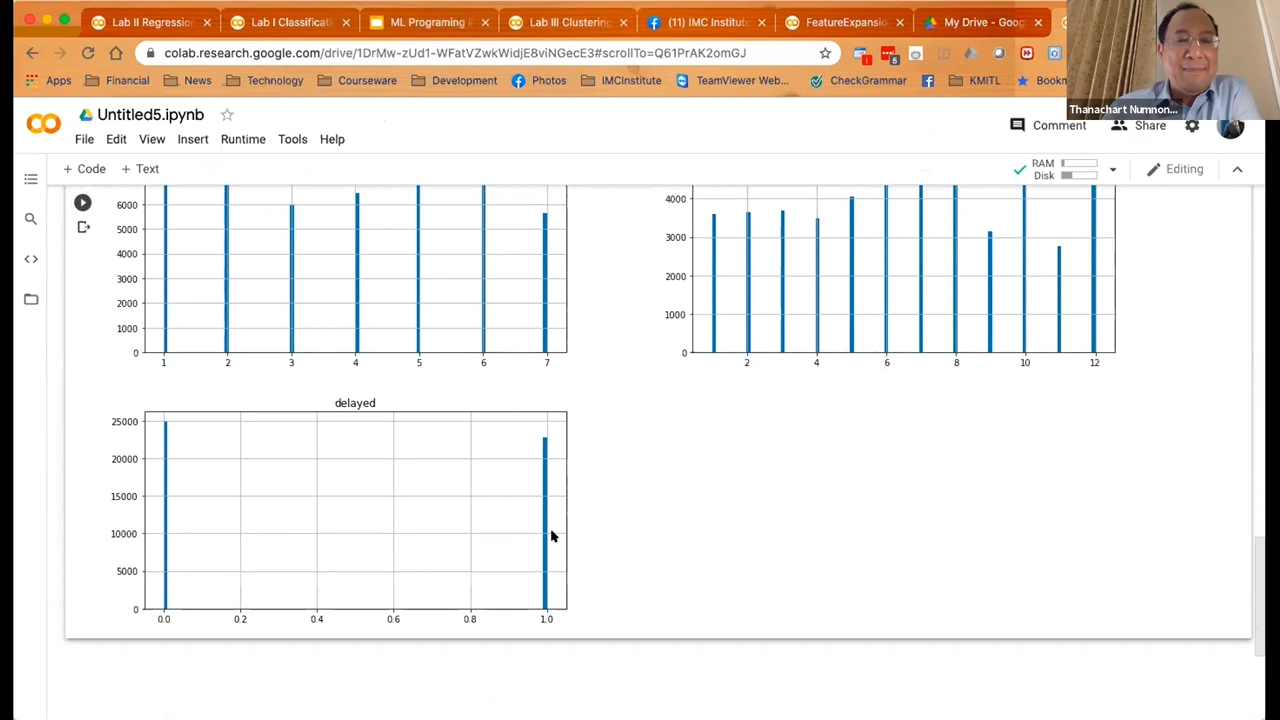 Lab II Regression
Lab I Classificati
ML Programing
Lab III Clustering
(11) IMC Institute
FeatureExpansio
My Drive - Goog
colab.research.google.com/drive/1DrMw-zUd1-WFatVZwkWidjE8viNGecE3#scrollTo=Q61PrAK2omGJ
Apps
Financial
News
Technology
Courseware
Development
Photos
IMCInstitute
TeamViewer Web...
CheckGrammar
KMITL
Bookm
Thanachart Numnon...
Untitled5.ipynb
Comment
Share
File Edit View Insert Runtime Tools Help
+ Code + Text
RAM
Disk
Editing
6000
5000
4000
3000
2000
1000
0
1 2 3 4 5 6 7
4000
3000
2000
1000
0
2 4 6 8 10 12
delayed
25000
20000
15000
10000
5000
0
0.0 0.2 0.4 0.6 0.8 1.0